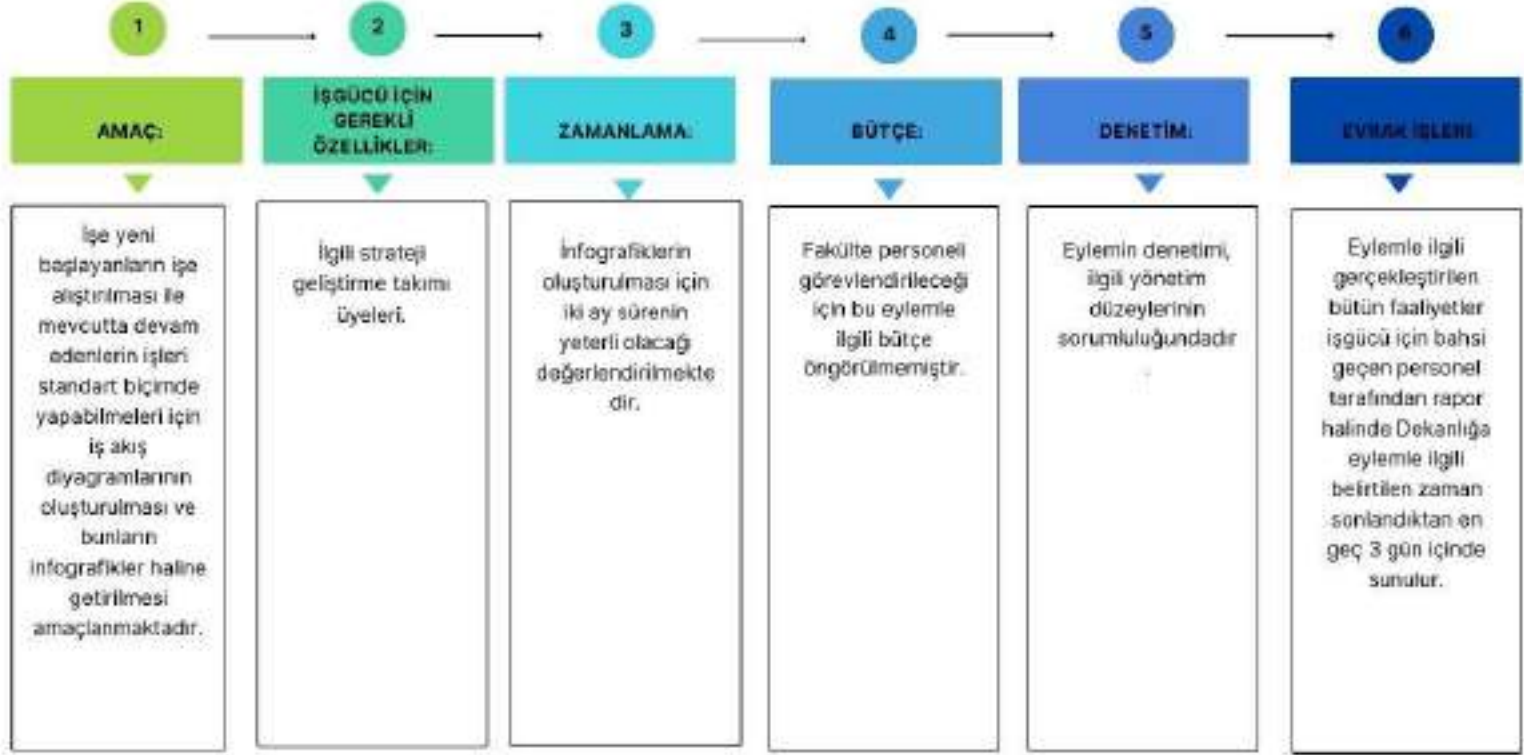 1
2
3
4
5
6
AMAÇ:
İŞGÜCÜ İÇİN
GEREKLİ
ÖZELLİKLER:
ZAMANLAMA:
BÜTÇE:
DENETİM:
EVRAK İŞLERİ:
İşe yeni
başlayanların işe
alıştırılması ile
mevcutta devam
edenlerin işleri
standart biçimde
yapabilmeleri için
iş akış
diyagramlarının
oluşturulması ve
bunların
infografikler haline
getirilmesi
amaçlanmaktadır.
İlgili strateji
geliştirme takımı
üyeleri.
İnfografiklerin
oluşturulması için
iki ay sürenin
yeterli olacağı
değerlendirilmekte
dir.
Fakülte personeli
görevlendirileceği
için bu eylemle
ilgili bütçe
öngörülmemiştir.
Eylemin denetimi,
ilgili yönetim
düzeylerinin
sorumluluğundadır
.
Eylemle ilgili
gerçekleştirilen
bütün faaliyetler
işgücü için bahsi
geçen personel
tarafından rapor
halinde Dekanlığa
eylemle ilgili
belirtilen zaman
sonlandıktan en
geç 3 gün içinde
sunulur.